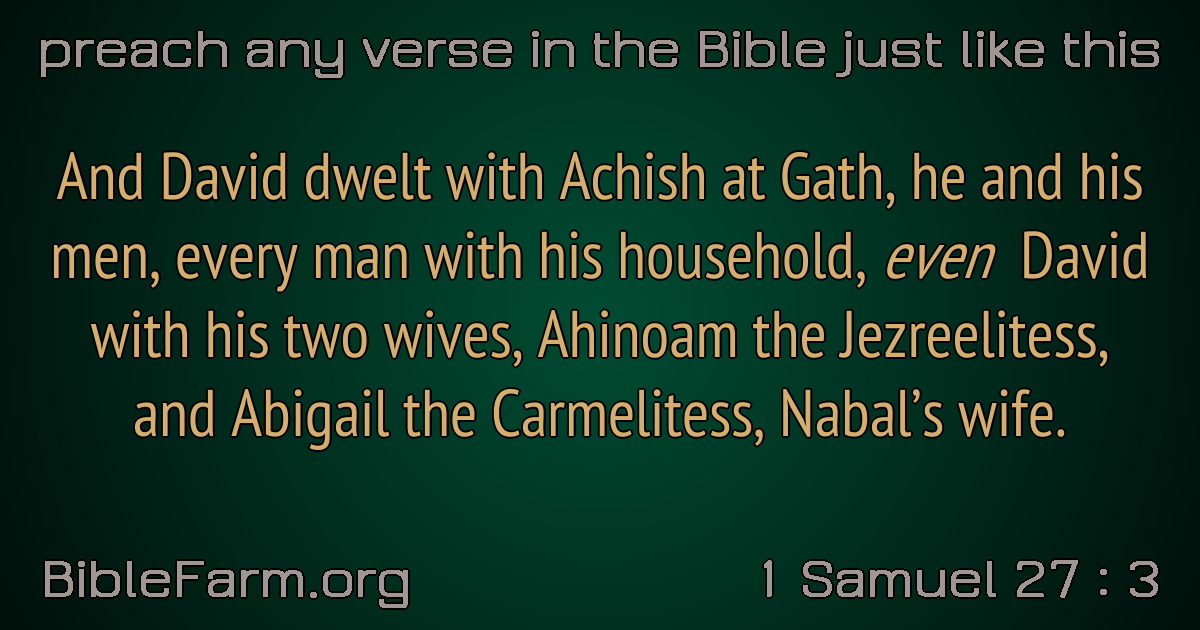 preach any verse in the Bible just like this
And David dwelt with Achish at Gath, he and his
men, every man with his household, even David
with his two wives, Ahinoam the Jezreelitess,
and Abigail the Carmelitess, Nabal’s wife.
BibleFarm.org
1 Samuel 27 : 3